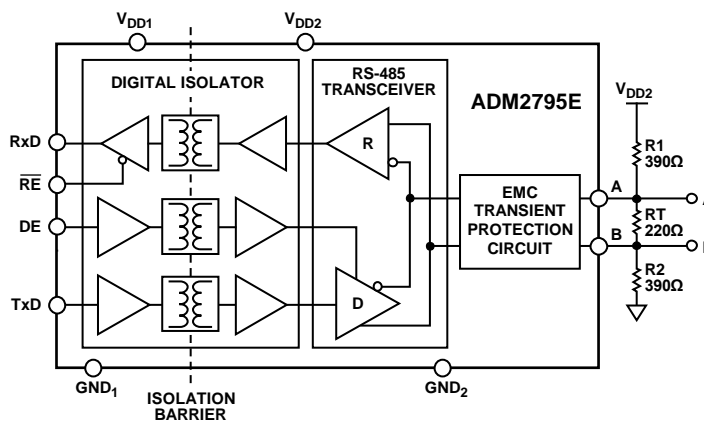 VDD1
VDD2
DIGITAL ISOLATOR
RS-485
TRANSCEIVER
ADM2795E
VDD2
RxD
R
R1
390Ω
RE
EMC
TRANSIENT
PROTECTION
CIRCUIT
A
DE
RT
220Ω
B
TxD
D
R2
390Ω
GND1
GND2
ISOLATION
BARRIER